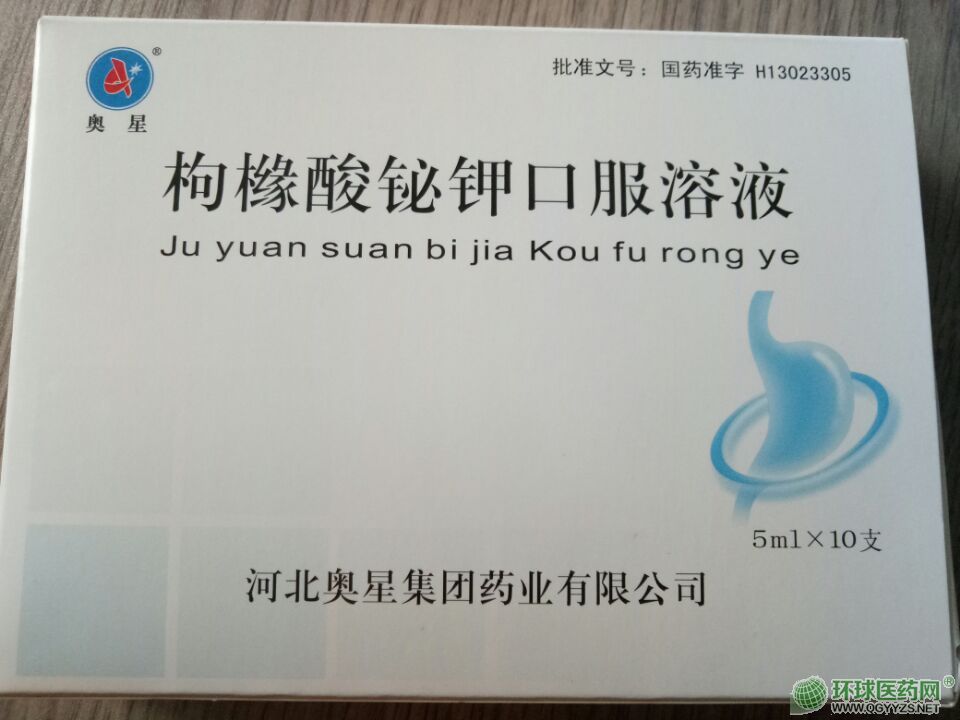 批准文号：国药准字 H13023305
®
奥星
枸橼酸铋钾口服溶液
Ju yuan suan bi jia Kou fu rong ye
5ml×10支
河北奥星集团药业有限公司
环球医药网®
WWW.QGYYZS.NET